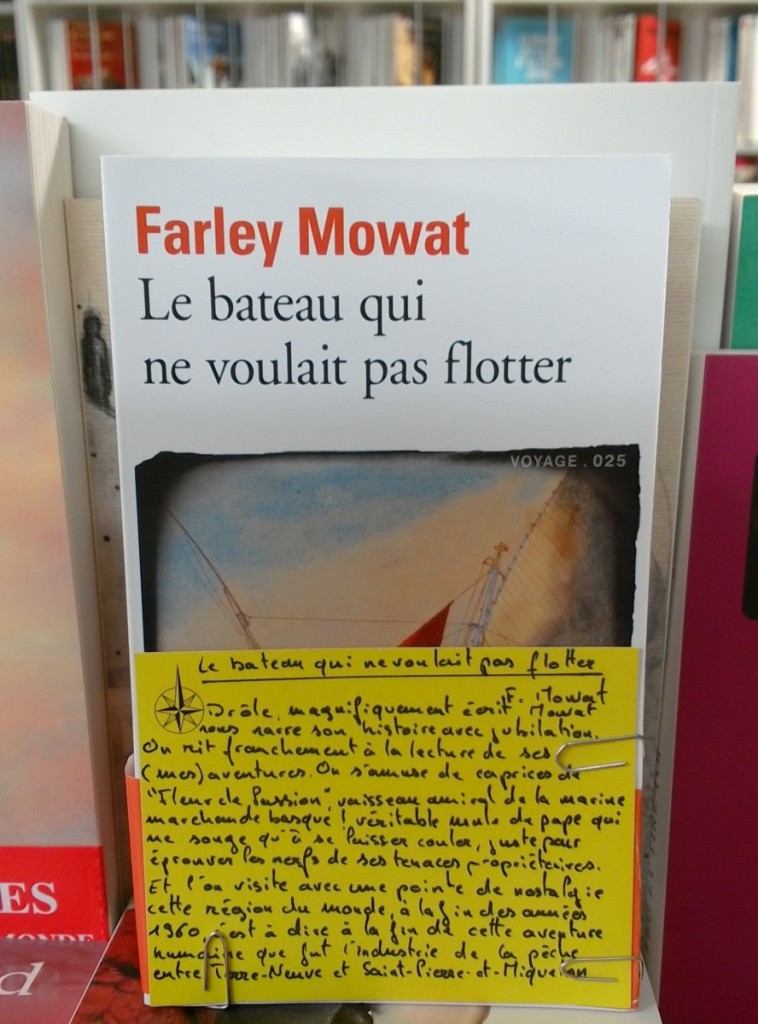 Farley Mowat
Le bateau qui
ne voulait pas flotter
VOYAGE . 025
Le bateau qui ne voulait pas flotter
F. Mowat
Drôle, magnifiquement écrit, Mowat
nous narre son histoire avec jubilation.
On rit franchement à la lecture de ses
(mes)aventures. On s'amuse de caprices de
"Fleur de Passion", vaisseau amiral de la marine
marchande basque ! véritable mule du pape qui
ne songe qu'à se laisser couler, juste pour
éprouver les nerfs de ses tenaces propriétaires.
Et l'on visite avec une pointe de nostalgie
cette région du monde, à la fin des années
1960, c'est à dire à la fin de cette aventure
humaine que fut l'industrie de la pêche
entre Terre-Neuve et Saint-Pierre-et-Miquelon
ES
MONDE
d